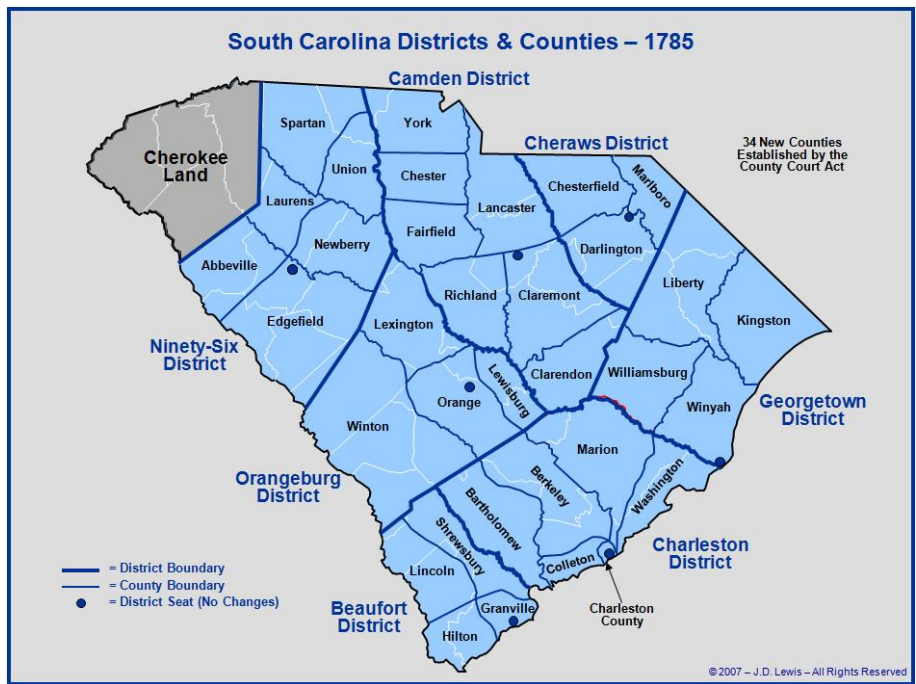 South Carolina Districts & Counties – 1785
Camden District
Cheraws District
34 New Counties
Established by the
County Court Act
Cherokee
Land
Spartan
York
Union
Chester
Chesterfield
Marlboro
Laurens
Lancaster
Newberry
Fairfield
Darlington
Abbeville
Liberty
Richland
Claremont
Edgefield
Lexington
Kingston
Ninety-Six
District
Clarendon
Williamsburg
Lewisburg
Orange
Winyah
Georgetown
District
Winton
Marion
Orangeburg
District
Berkeley
Washington
Bartholomew
Shrewsbury
Charleston
District
Colleton
Lincoln
= District Boundary
= County Boundary
= District Seat (No Changes)
Beaufort
District
Granville
Hilton
Charleston
County
©2007 – J.D. Lewis – All Rights Reserved